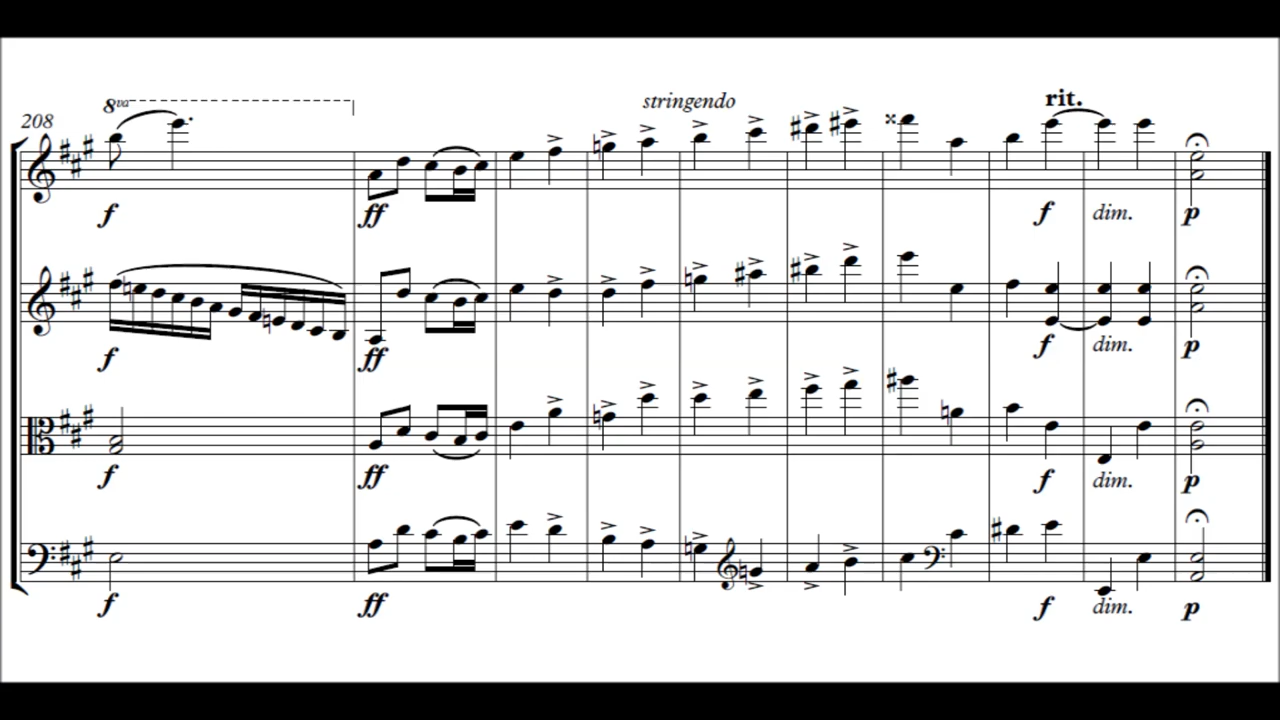 8va
stringendo
rit.
208
f ff f dim. p
f ff f dim. p
f ff f dim. p
f ff f dim. p